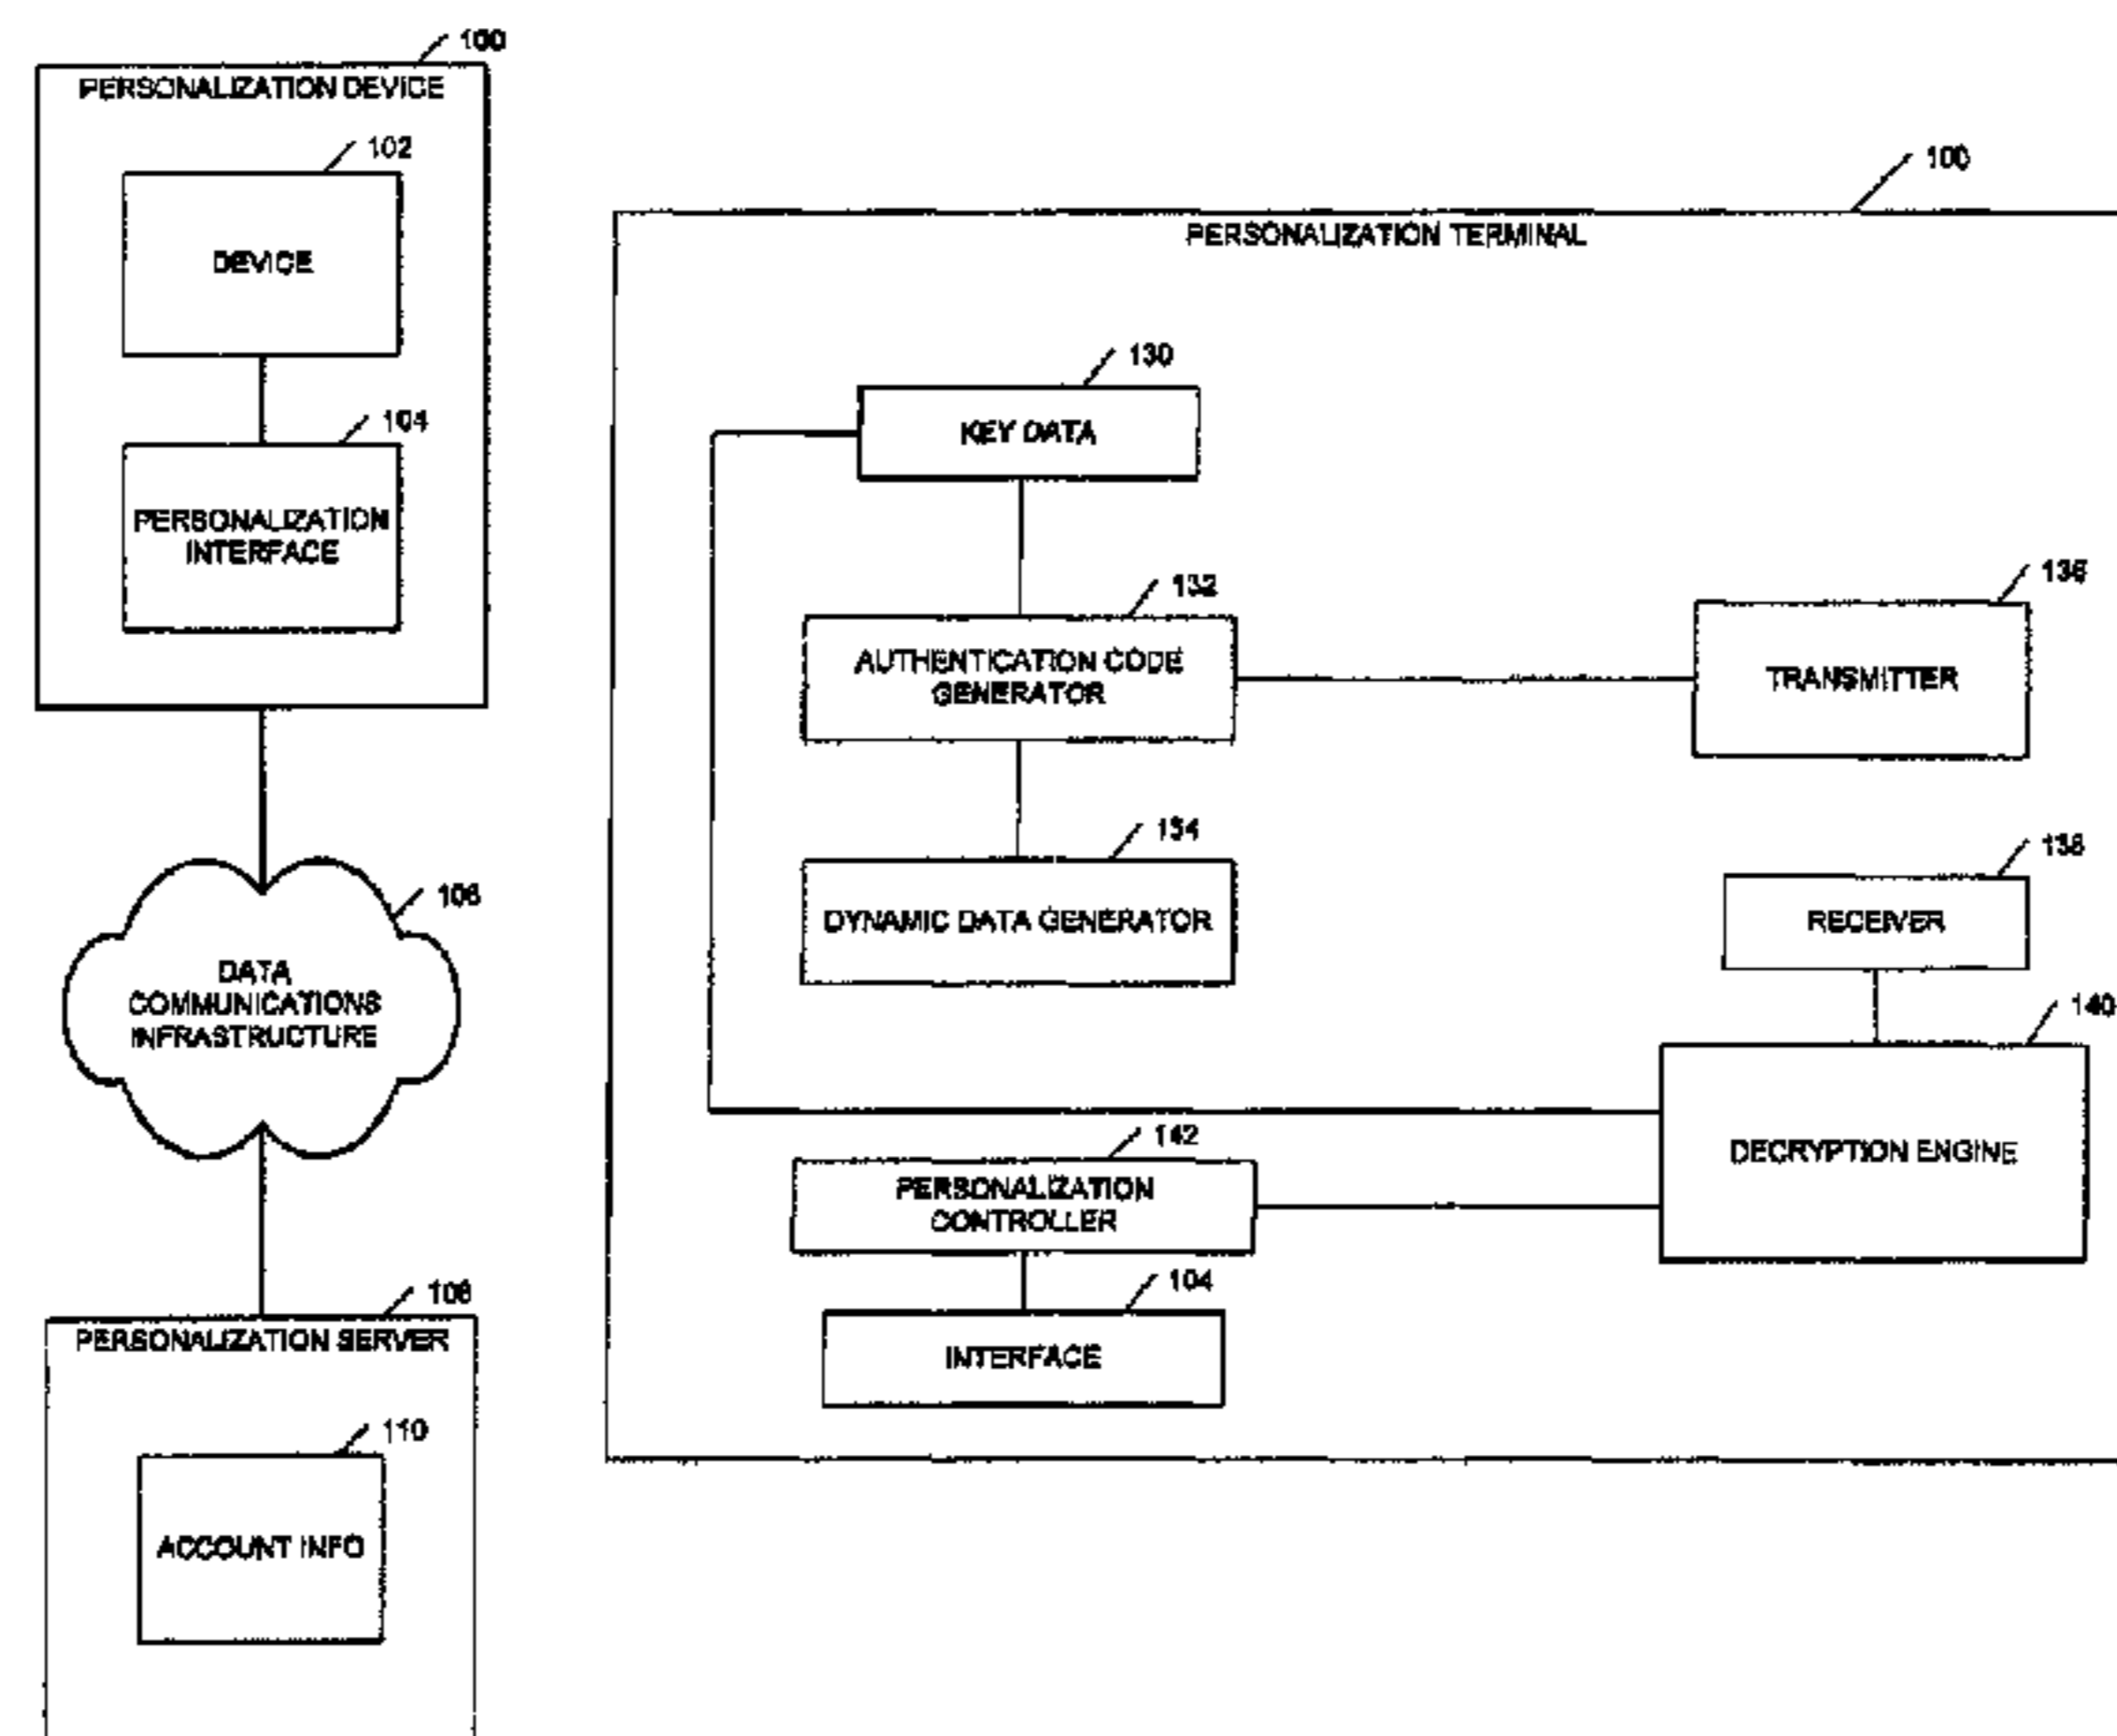 100
PERSONALIZATION DEVICE
102
DEVICE
104
PERSONALIZATION
INTERFACE
106
DATA
COMMUNICATIONS
INFRASTRUCTURE
108
PERSONALIZATION SERVER
110
ACCOUNT INFO
100
PERSONALIZATION TERMINAL
130
KEY DATA
132
AUTHENTICATION CODE
GENERATOR
136
TRANSMITTER
134
DYNAMIC DATA GENERATOR
138
RECEIVER
140
DECRYPTION ENGINE
142
PERSONALIZATION
CONTROLLER
104
INTERFACE